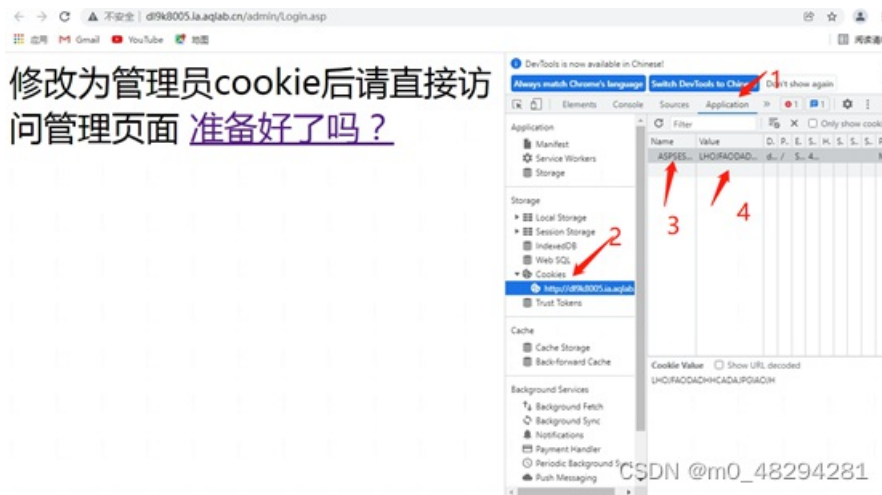 不安全 | dl9k8005.ia.aqlab.cn/admin/Login.asp
应用 Gmail YouTube 地图
修改为管理员cookie后请直接访
问管理页面 准备好了吗？
DevTools is now available in Chinese!
Always match Chrome's language Switch DevTools to Chinese Don't show again
1
Elements Console Sources Application » 1 1
Application
Manifest
Service Workers
Storage
Filter Only show cooki
Name Value D. P. E. S. H. S. S. S.
ASPSES... LHOJFAODAD... d... / S... 4...
3
4
Storage
Local Storage
Session Storage
IndexedDB
Web SQL
2
Cookies
http://dl9k8005.ia.aqlab
Trust Tokens
Cache
Cache Storage
Back-forward Cache
Background Services
Background Fetch
Background Sync
Notifications
Payment Handler
Periodic Background Sync
Push Messaging
Cookie Value Show URL decoded
LHOJFAODADHHCADAJPGIAOJH
CSDN @m0_48294281